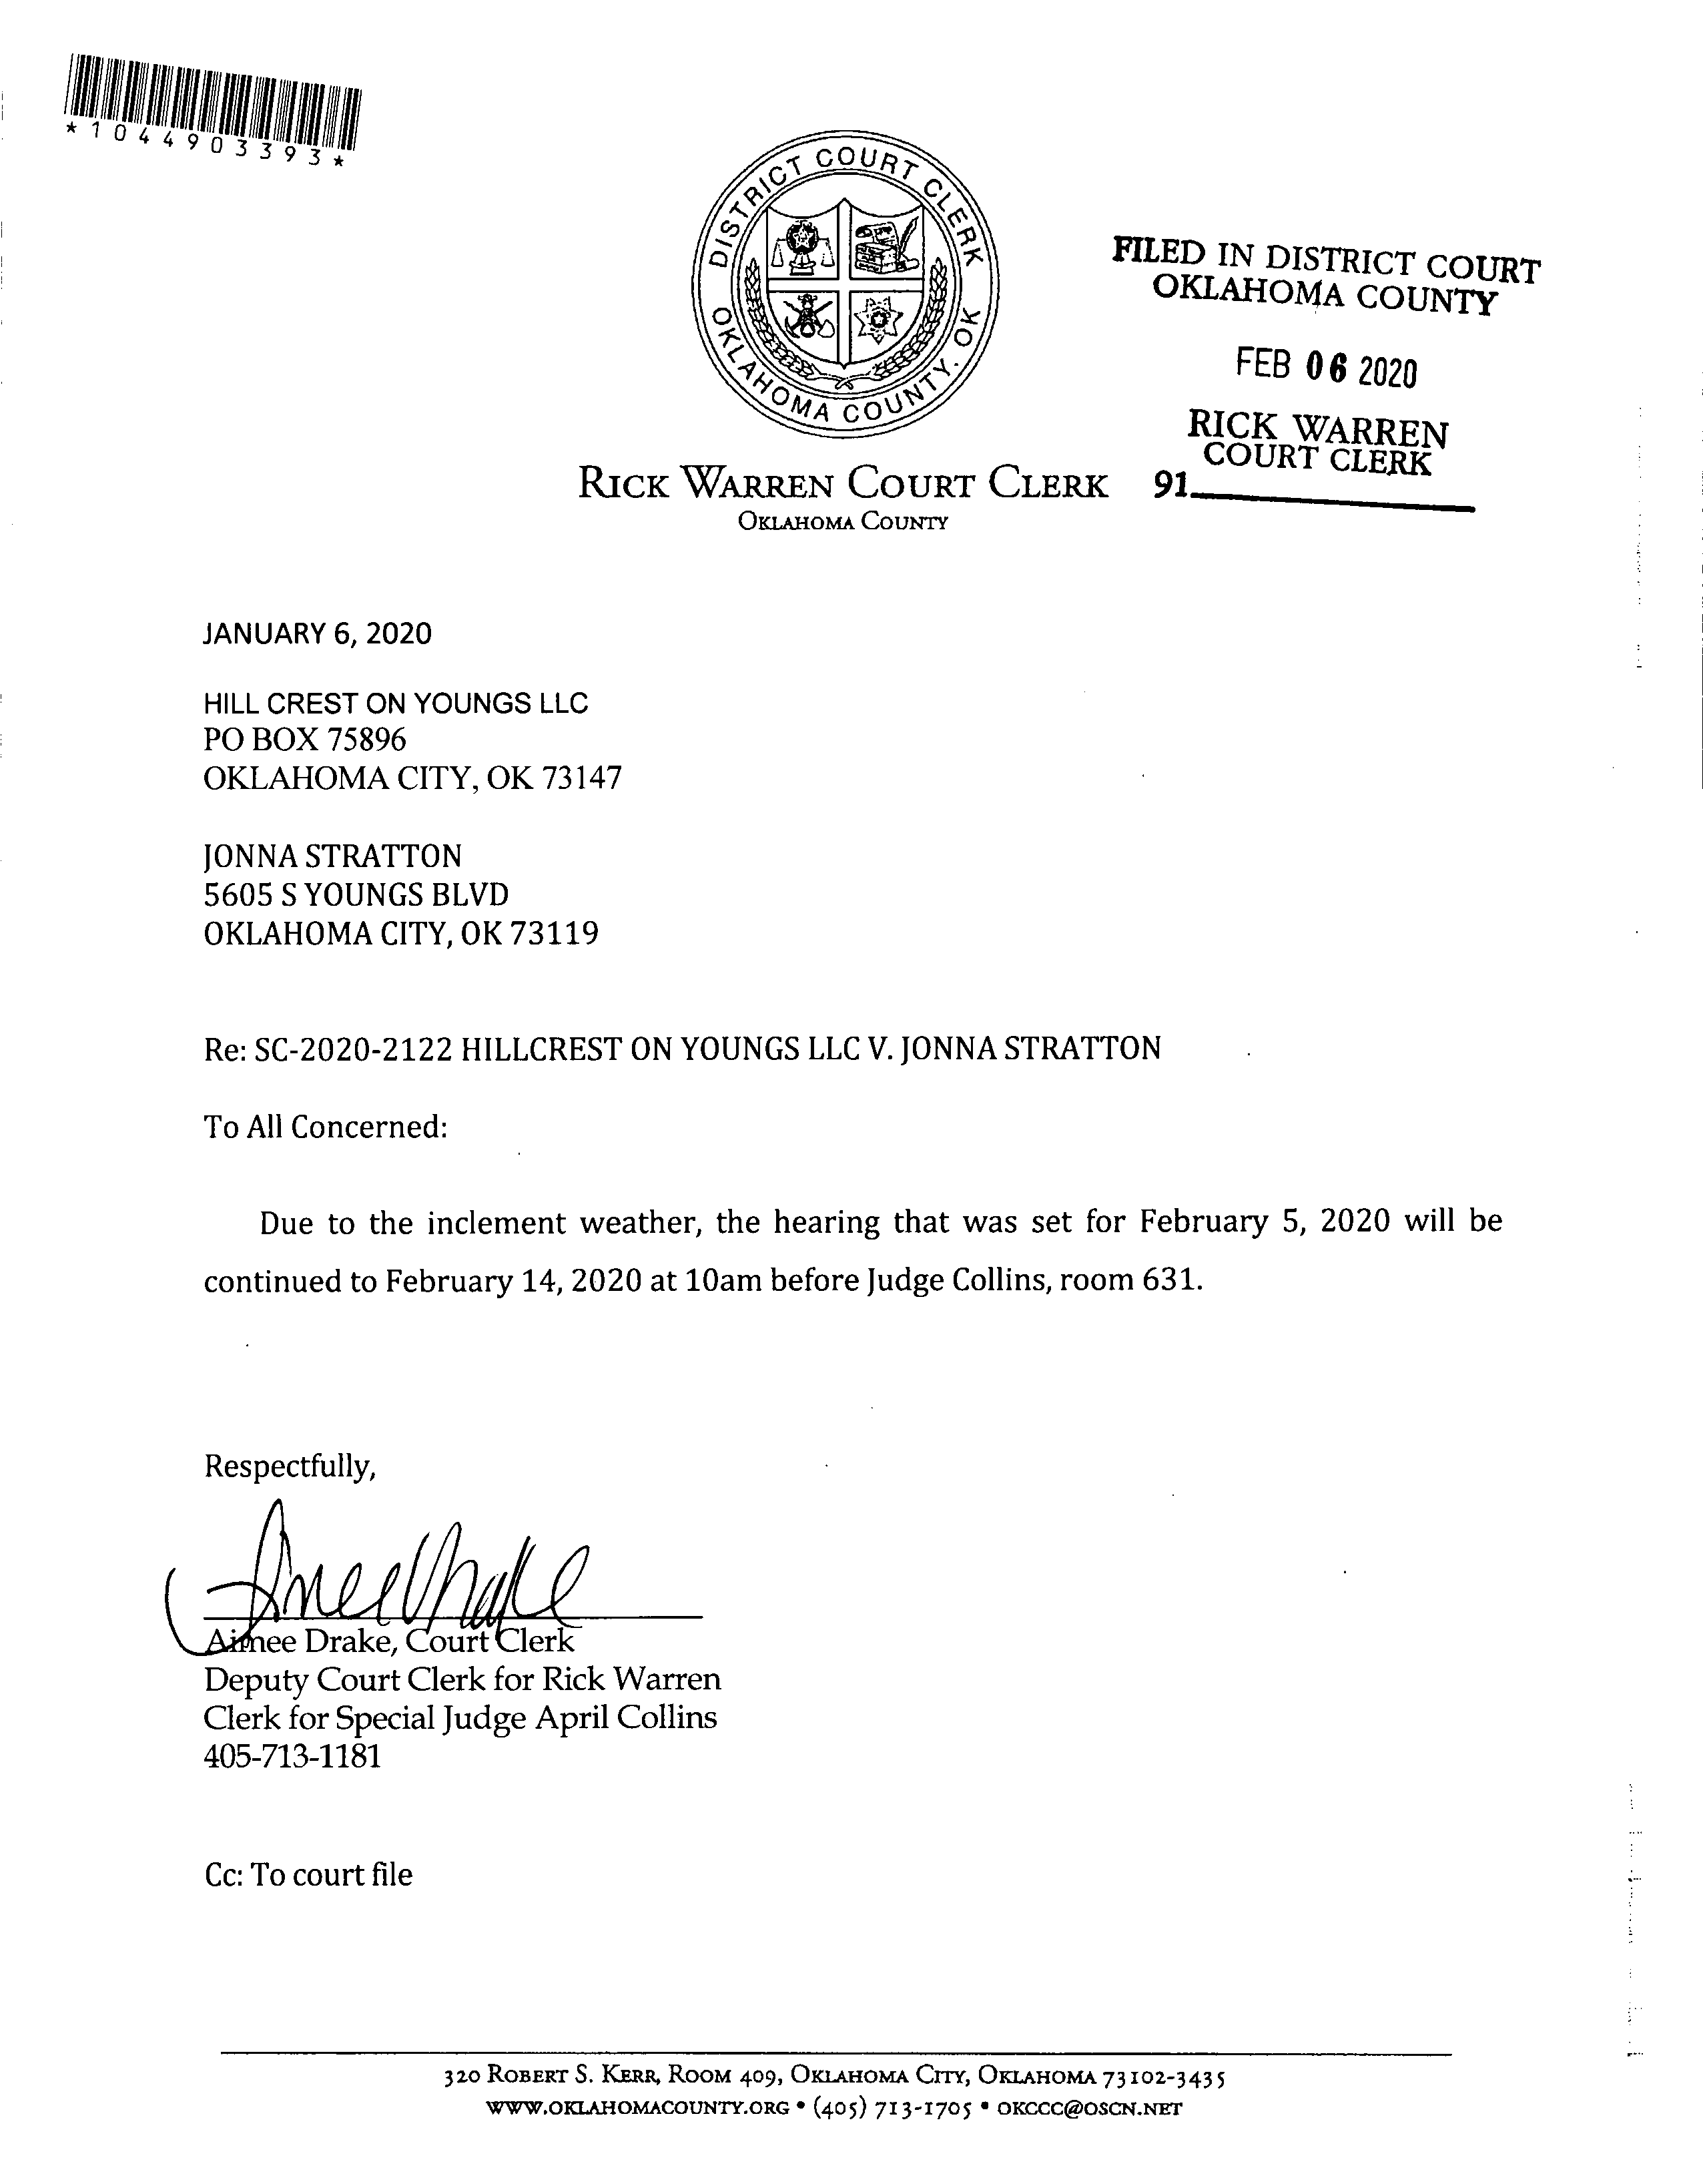 *1044903393*
DISTRICT COURT CLERK
OKLAHOMA COUNTY, OK
FILED IN DISTRICT COURT
OKLAHOMA COUNTY
FEB 06 2020
RICK WARREN
COURT CLERK
91
RICK WARREN COURT CLERK
OKLAHOMA COUNTY
JANUARY 6, 2020
HILL CREST ON YOUNGS LLC
PO BOX 75896
OKLAHOMA CITY, OK 73147
JONNA STRATTON
5605 S YOUNGS BLVD
OKLAHOMA CITY, OK 73119
Re: SC-2020-2122 HILLCREST ON YOUNGS LLC V. JONNA STRATTON
To All Concerned:
Due to the inclement weather, the hearing that was set for February 5, 2020 will be
continued to February 14, 2020 at 10am before Judge Collins, room 631.
Respectfully,
Aimee Drake
Aimee Drake, Court Clerk
Deputy Court Clerk for Rick Warren
Clerk for Special Judge April Collins
405-713-1181
Cc: To court file
320 ROBERT S. KERR, ROOM 409, OKLAHOMA CITY, OKLAHOMA 73102-3435
WWW.OKLAHOMACOUNTY.ORG • (405) 713-1705 • OKCCC@OSCN.NET